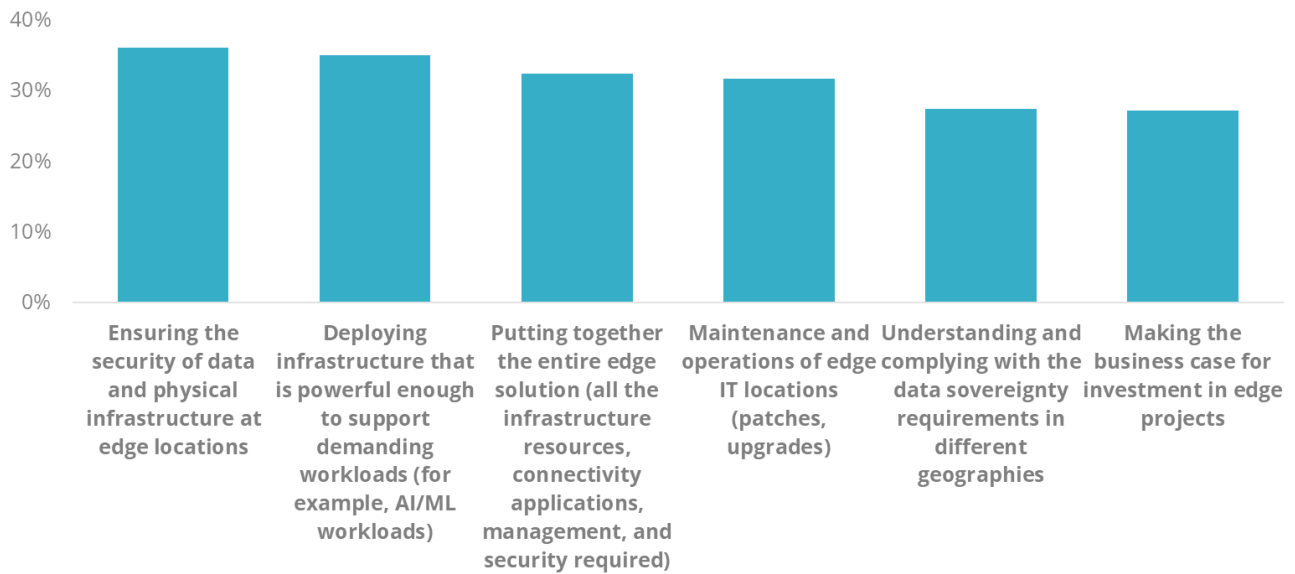 40%
30%
20%
10%
0%
Ensuring the
security of data
and physical
infrastructure at
edge locations
Deploying
infrastructure that
is powerful enough
to support
demanding
workloads (for
example, AI/ML
workloads)
Putting together
the entire edge
solution (all the
infrastructure
resources,
connectivity
applications,
management, and
security required)
Maintenance and
operations of edge
IT locations
(patches,
upgrades)
Understanding and
complying with the
data sovereignty
requirements in
different
geographies
Making the
business case for
investment in edge
projects